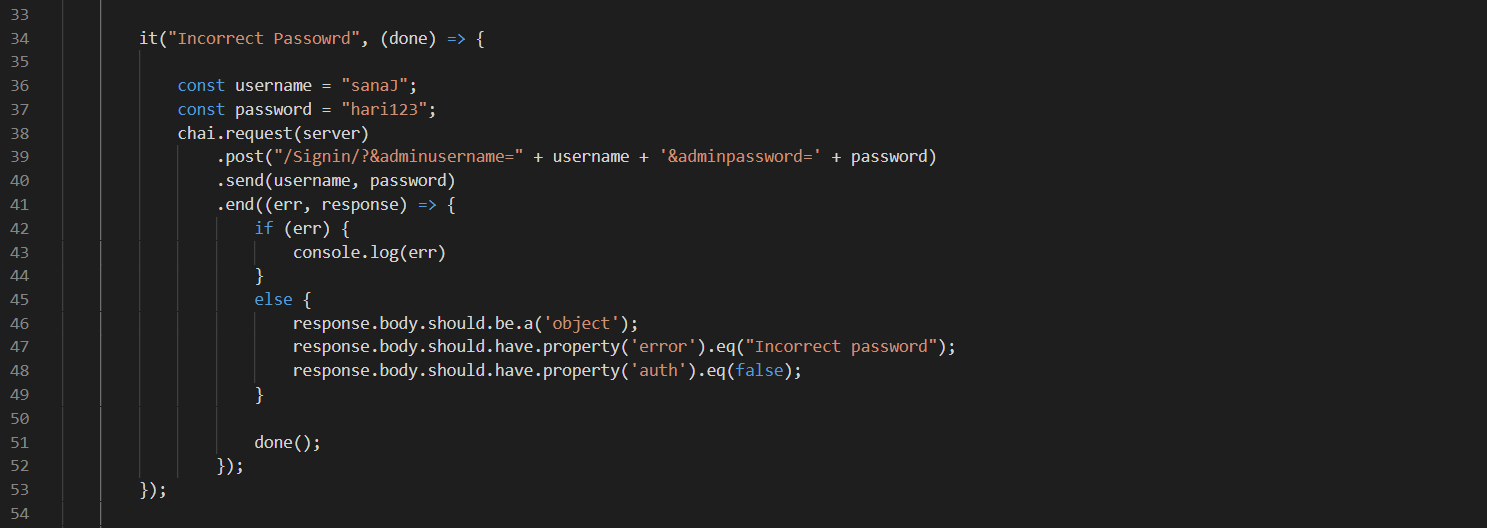 33
34 it("Incorrect Passowrd", (done) => {
35
36 const username = "sanaJ";
37 const password = "hari123";
38 chai.request(server)
39 .post("/Signin/?&adminusername=" + username + '&adminpassword=' + password)
40 .send(username, password)
41 .end((err, response) => {
42 if (err) {
43 console.log(err)
44 }
45 else {
46 response.body.should.be.a('object');
47 response.body.should.have.property('error').eq("Incorrect password");
48 response.body.should.have.property('auth').eq(false);
49 }
50
51 done();
52 });
53 });
54